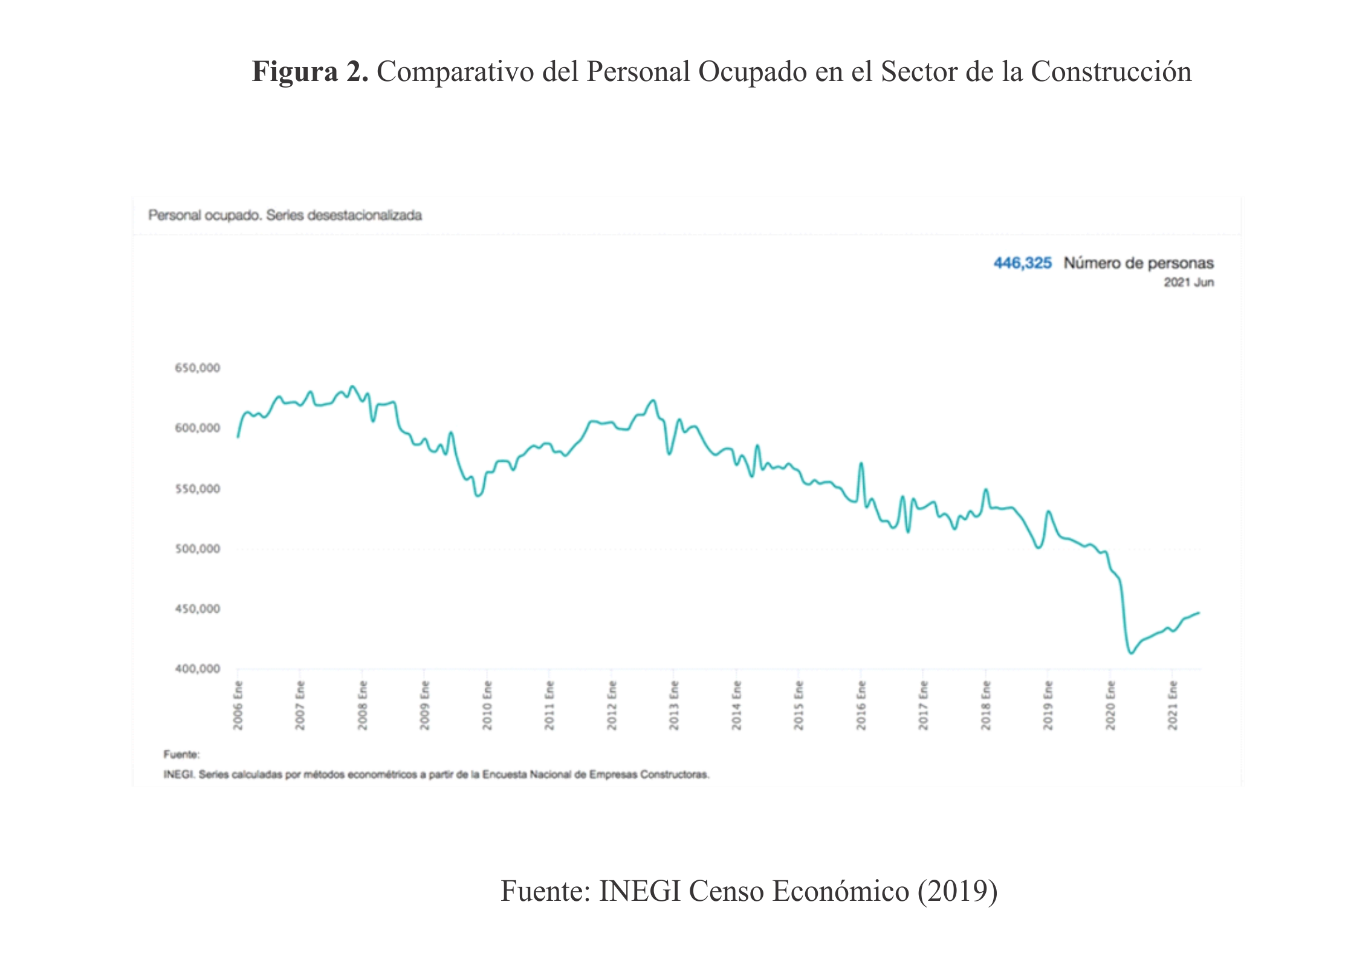 Figura 2. Comparativo del Personal Ocupado en el Sector de la Construcción
Personal ocupado. Series desestacionalizada
446,325 Número de personas
2021 Jun
650,000
600,000
550,000
500,000
450,000
400,000
2006 Ene
2007 Ene
2008 Ene
2009 Ene
2010 Ene
2011 Ene
2012 Ene
2013 Ene
2014 Ene
2015 Ene
2016 Ene
2017 Ene
2018 Ene
2019 Ene
2020 Ene
2021 Ene
Fuente:
INEGI. Series calculadas por métodos econométricos a partir de la Encuesta Nacional de Empresas Constructoras.
Fuente: INEGI Censo Económico (2019)